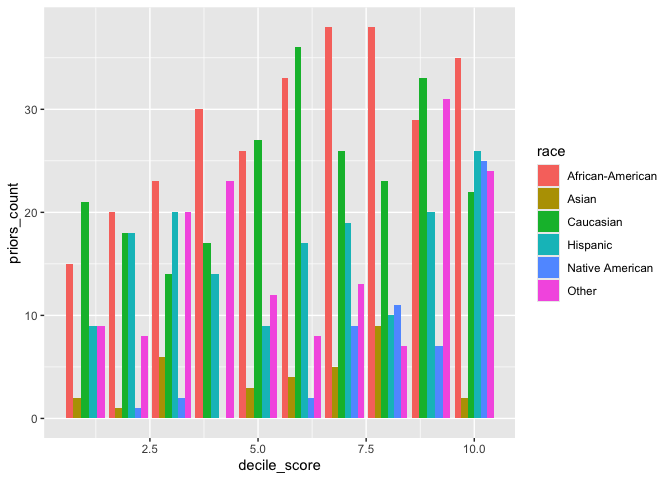 priors_count
30
20
10
0
2.5
5.0
7.5
10.0
decile_score
race
African-American
Asian
Caucasian
Hispanic
Native American
Other